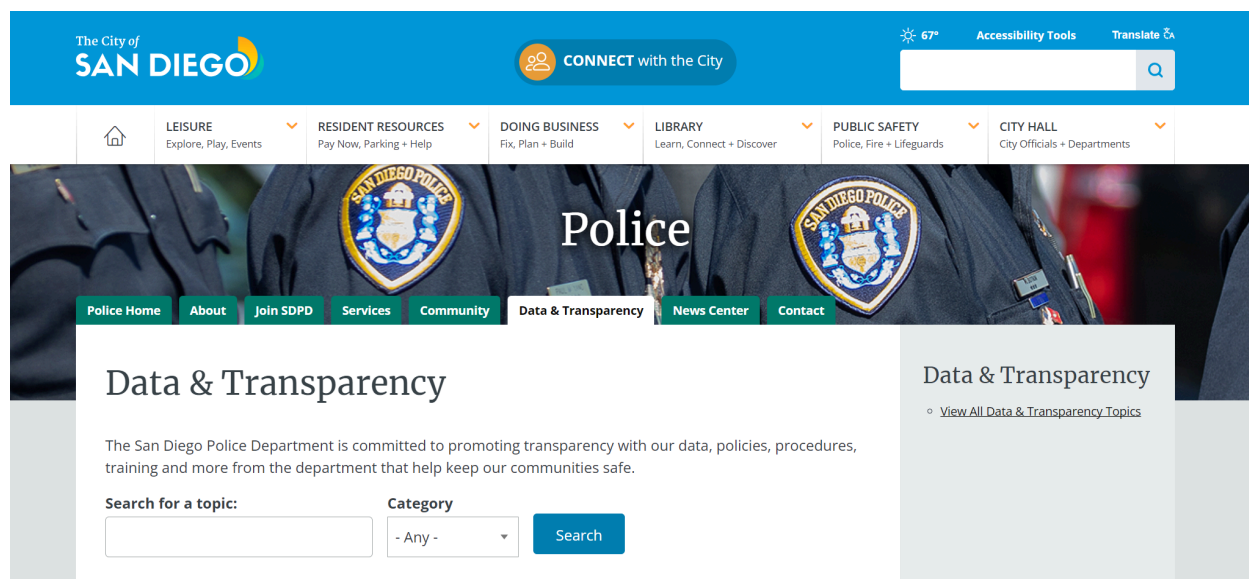 The City of
SAN DIEGO
CONNECT with the City
67°
Accessibility Tools
Translate
LEISURE
Explore, Play, Events
RESIDENT RESOURCES
Pay Now, Parking + Help
DOING BUSINESS
Fix, Plan + Build
LIBRARY
Learn, Connect + Discover
PUBLIC SAFETY
Police, Fire + Lifeguards
CITY HALL
City Officials + Departments
SAN DIEGO POLICE
SAN DIEGO POLICE
Police
Police Home
About
Join SDPD
Services
Community
Data & Transparency
News Center
Contact
Data & Transparency
The San Diego Police Department is committed to promoting transparency with our data, policies, procedures,
training and more from the department that help keep our communities safe.
Search for a topic:
Category
- Any -
Search
Data & Transparency
View All Data & Transparency Topics